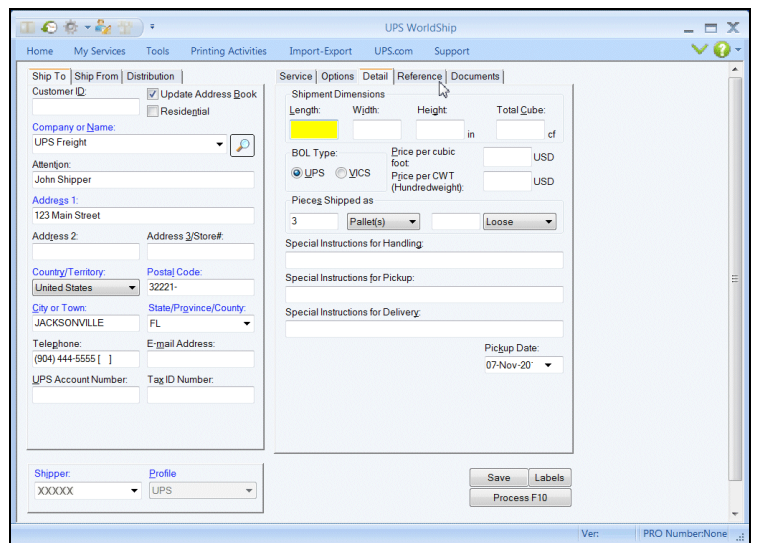 UPS WorldShip
Home My Services Tools Printing Activities Import-Export UPS.com Support
Ship To Ship From Distribution
Customer ID:
Update Address Book
Residential
Company or Name:
UPS Freight
Attention:
John Shipper
Address 1:
123 Main Street
Address 2: Address 3/Store#:
Country/Territory: Postal Code:
United States 32221-
City or Town: State/Province/County:
JACKSONVILLE FL
Telephone: E-mail Address:
(904) 444-5555 [ ]
UPS Account Number: Tax ID Number:
Shipper: Profile
XXXXX UPS
Service Options Detail Reference Documents
Shipment Dimensions
Length: Width: Height: Total Cube:
in cf
BOL Type: Price per cubic foot: USD
UPS VICS Price per CWT (Hundredweight): USD
Pieces Shipped as
3 Pallet(s) Loose
Special Instructions for Handling:
Special Instructions for Pickup:
Special Instructions for Delivery:
Pickup Date:
07-Nov-20
Save Labels
Process F10
Ver: PRO Number:None